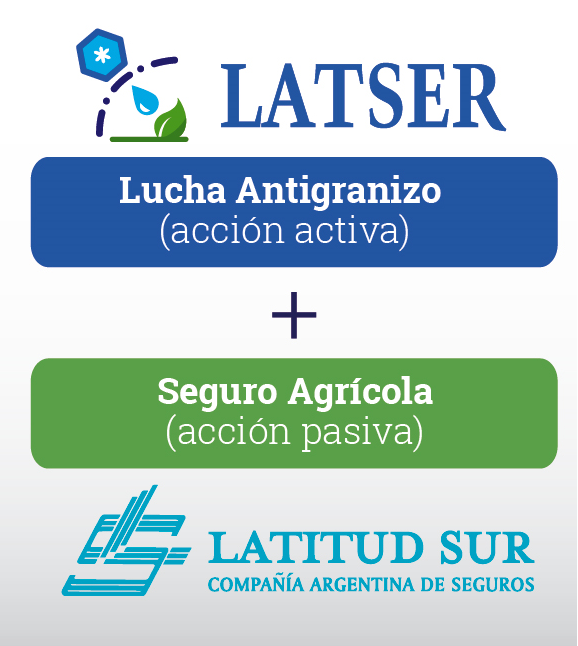 LATSER
Lucha Antigranizo
(acción activa)
+
Seguro Agrícola
(acción pasiva)
LATITUD SUR
COMPAÑÍA ARGENTINA DE SEGUROS